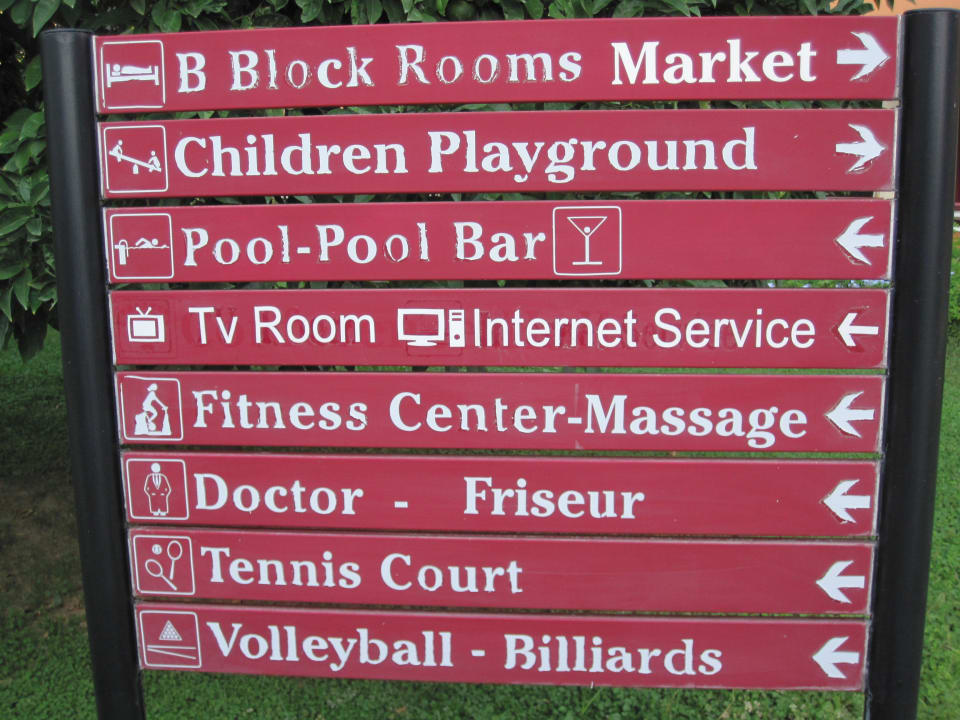 B Block Rooms Market
Children Playground
Pool-Pool Bar
Tv Room Internet Service
Fitness Center-Massage
Doctor - Friseur
Tennis Court
Volleyball - Billiards